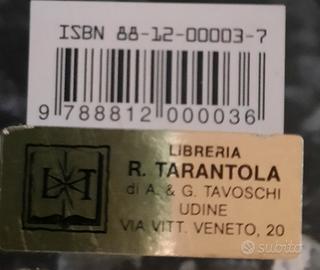 ISBN 88-12-00003-7
9 788812 000036
LIBRERIA
R. TARANTOLA
di A. & G. TAVOSCHI
UDINE
VIA VITT. VENETO, 20
L T
subito